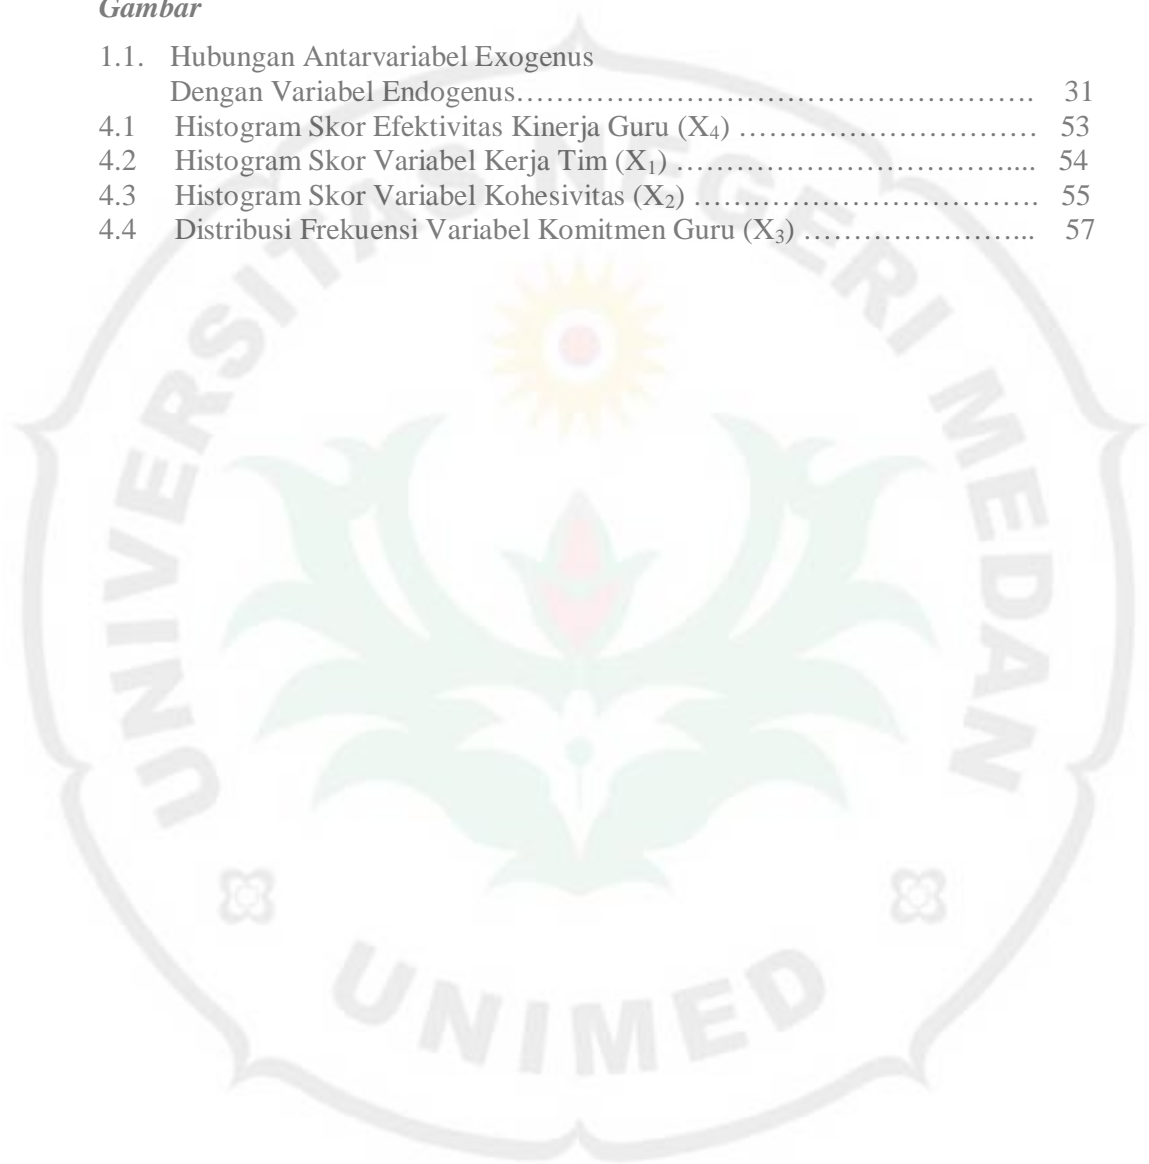 Gambar
1.1. Hubungan Antarvariabel Exogenus
Dengan Variabel Endogenus……………………………………………. 31
4.1 Histogram Skor Efektivitas Kinerja Guru (X₄) ………………………… 53
4.2 Histogram Skor Variabel Kerja Tim (X₁) …………………………….... 54
4.3 Histogram Skor Variabel Kohesivitas (X₂) ……………………………. 55
4.4 Distribusi Frekuensi Variabel Komitmen Guru (X₃) …………………... 57
UNIVERSITAS NEGERI MEDAN
UNIMED